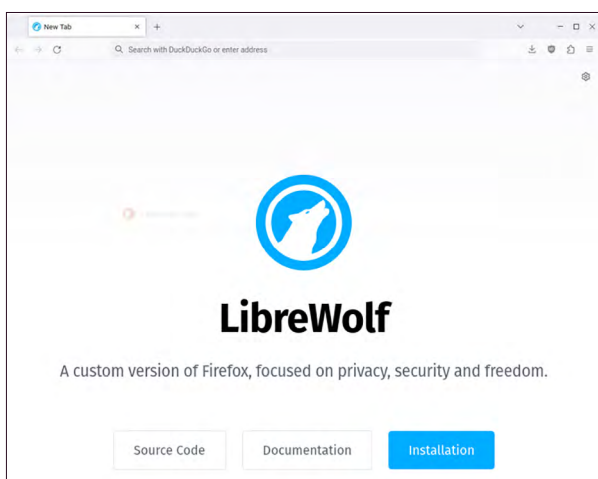 New Tab
Search with DuckDuckGo or enter address
LibreWolf
A custom version of Firefox, focused on privacy, security and freedom.
Source Code Documentation Installation